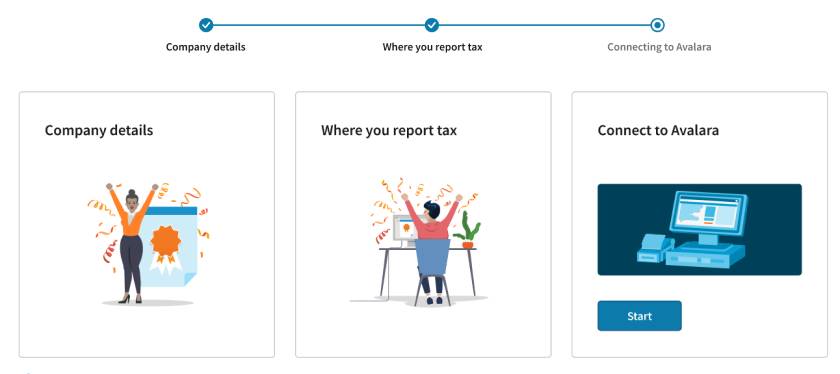 Company details
Where you report tax
Connecting to Avalara
Company details
Where you report tax
Connect to Avalara
Start